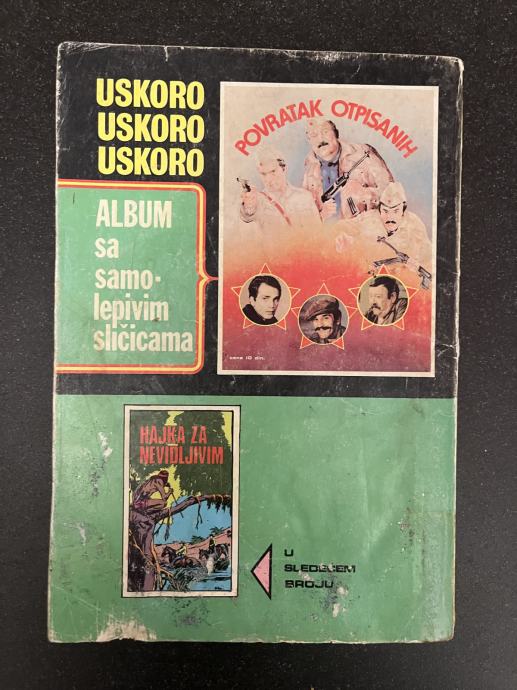 USKORO
USKORO
USKORO
ALBUM
sa
samo-
lepivim
sličicama
POVRATAK OTPISANIH
cena 10 din.
HAJKA ZA
NEVIDLJIVIM
U
SLEDEĆEM
BROJU